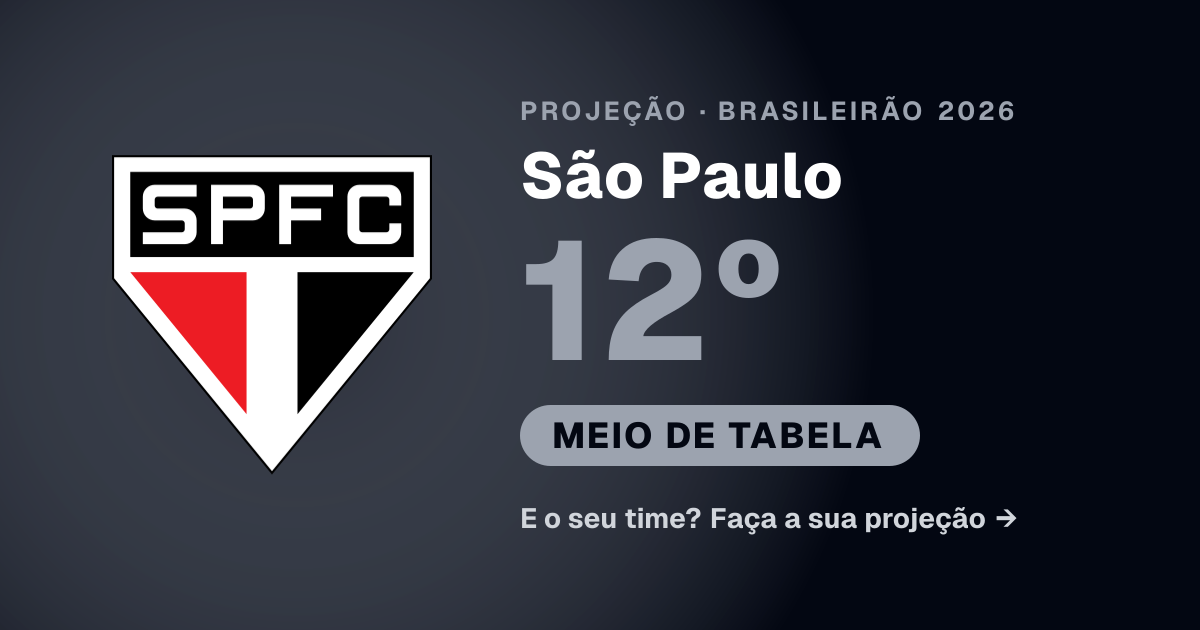 SPFC
PROJEÇÃO · BRASILEIRÃO 2026
São Paulo
12º
MEIO DE TABELA
E o seu time? Faça a sua projeção →